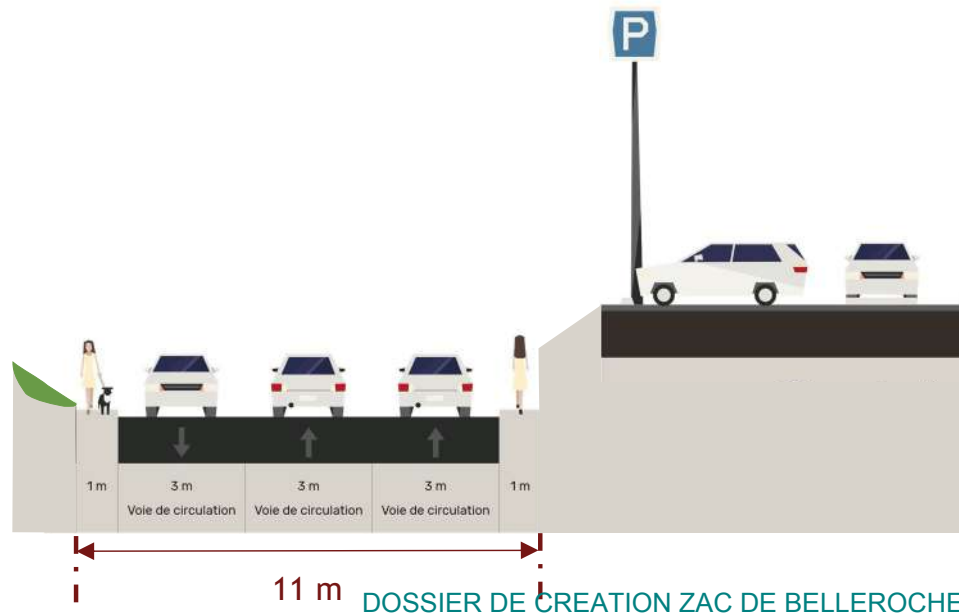 P
1 m 3 m 3 m 3 m 1 m
Voie de circulation Voie de circulation Voie de circulation
11 m
DOSSIER DE CREATION ZAC DE BELLEROCHE